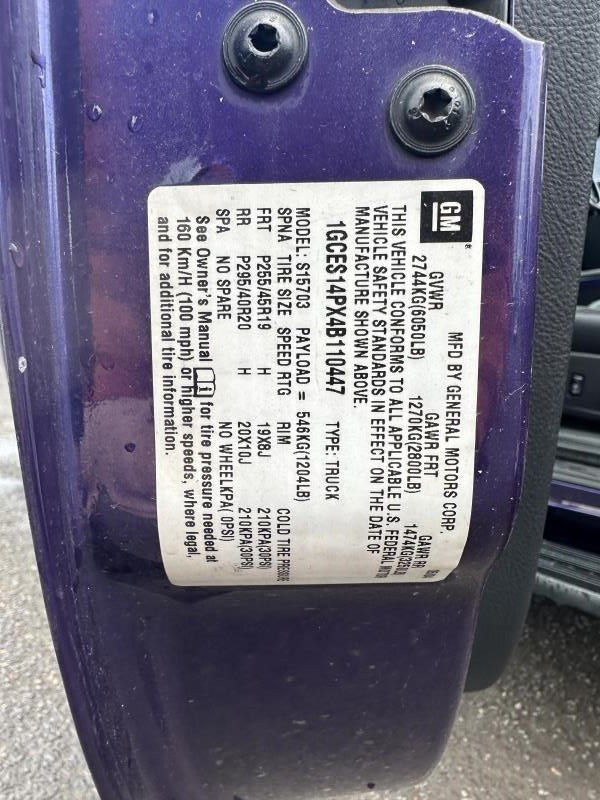 GM
®
MFD BY GENERAL MOTORS CORP.
GVWR GAWR FRT GAWR RR
2744KG(6050LB) 1270KG(2800LB)
THIS VEHICLE CONFORMS TO ALL APPLICABLE U.S. FEDERAL MOTOR
VEHICLE SAFETY STANDARDS IN EFFECT ON THE DATE OF
MANUFACTURE SHOWN ABOVE.
1GCES14PX4B110447 TYPE: TRUCK
MODEL: S15703 PAYLOAD = 546KG(1204LB)
SPNA TIRE SIZE SPEED RTG RIM COLD TIRE PRESSURE
FRT P255/45R19 H 19X8J 210KPA(30PSI)
RR P285/40R20 H 20X10J 210KPA(30PSI)
SPA NO SPARE NO WHEEL KPA( 0PSI)
See Owner's Manual for tire pressure needed at
160 Km/H (100 mph) or higher speeds, where legal,
and for additional tire information.